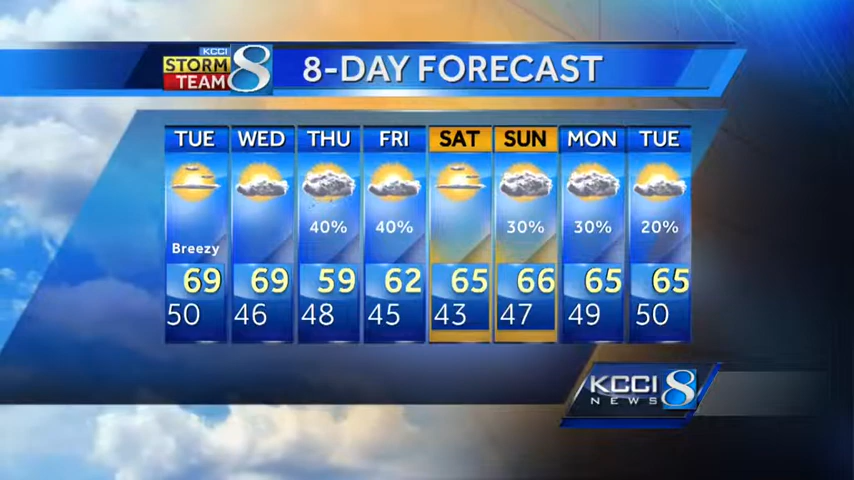 KCCI
STORM
TEAM 8
8-DAY FORECAST
TUE WED THU FRI SAT SUN MON TUE
40% 40% 30% 30% 20%
Breezy
69 69 59 62 65 66 65 65
50 46 48 45 43 47 49 50
KCCI 8
NEWS